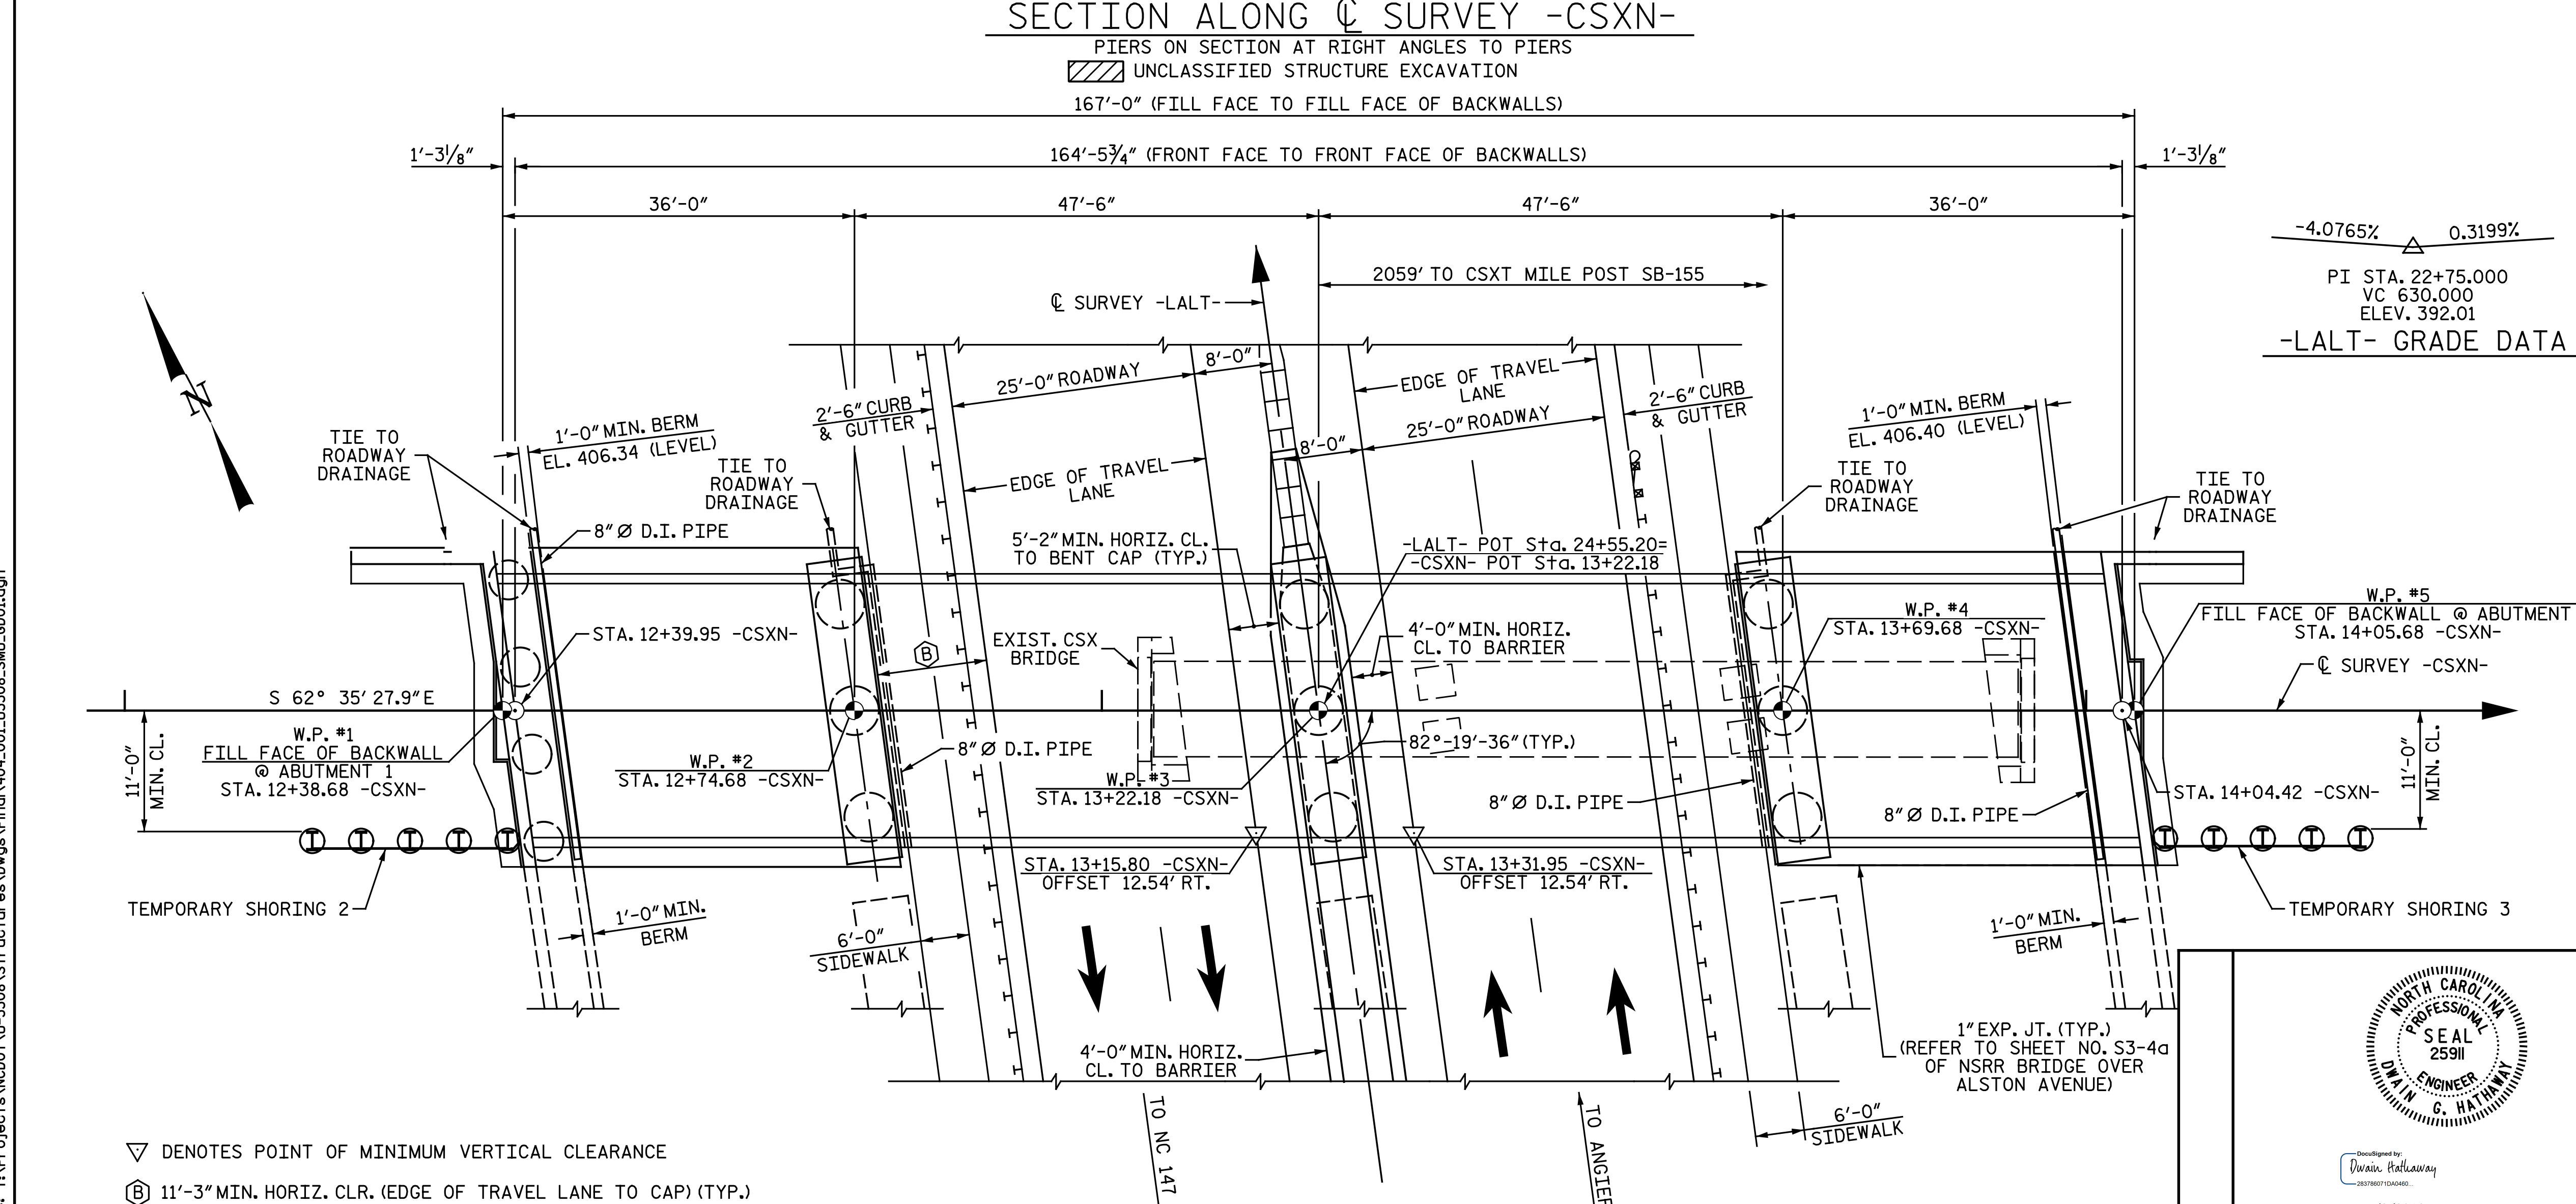 SECTION ALONG ℄ SURVEY -CSXN-
PIERS ON SECTION AT RIGHT ANGLES TO PIERS
UNCLASSIFIED STRUCTURE EXCAVATION
167'-0" (FILL FACE TO FILL FACE OF BACKWALLS)
1'-3⅛"
164'-5¾" (FRONT FACE TO FRONT FACE OF BACKWALLS)
1'-3⅛"
36'-0"
47'-6"
47'-6"
36'-0"
-4.0765%
0.3199%
PI STA. 22+75.000
VC 630.000
ELEV. 392.01
-LALT- GRADE DATA
2059' TO CSXT MILE POST SB-155
℄ SURVEY -LALT-
N
TIE TO
ROADWAY
DRAINAGE
1'-0" MIN. BERM
EL. 406.34 (LEVEL)
8" Ø D.I. PIPE
TIE TO
ROADWAY
DRAINAGE
2'-6" CURB
& GUTTER
25'-0" ROADWAY
8'-0"
EDGE OF TRAVEL
LANE
EDGE OF TRAVEL
LANE
8'-0"
25'-0" ROADWAY
2'-6" CURB
& GUTTER
1'-0" MIN. BERM
EL. 406.40 (LEVEL)
TIE TO
ROADWAY
DRAINAGE
TIE TO
ROADWAY
DRAINAGE
5'-2" MIN. HORIZ. CL.
TO BENT CAP (TYP.)
-LALT- POT Sta. 24+55.20=
-CSXN- POT Sta. 13+22.18
STA. 12+39.95 -CSXN-
B
EXIST. CSX
BRIDGE
4'-0" MIN. HORIZ.
CL. TO BARRIER
W.P. #4
STA. 13+69.68 -CSXN-
W.P. #5
FILL FACE OF BACKWALL @ ABUTMENT
STA. 14+05.68 -CSXN-
℄ SURVEY -CSXN-
S 62° 35' 27.9" E
11'-0"
MIN. CL.
W.P. #1
FILL FACE OF BACKWALL
@ ABUTMENT 1
STA. 12+38.68 -CSXN-
W.P. #2
STA. 12+74.68 -CSXN-
8" Ø D.I. PIPE
W.P. #3
STA. 13+22.18 -CSXN-
82°-19'-36" (TYP.)
8" Ø D.I. PIPE
8" Ø D.I. PIPE
STA. 14+04.42 -CSXN-
11'-0"
MIN. CL.
STA. 13+15.80 -CSXN-
OFFSET 12.54' RT.
STA. 13+31.95 -CSXN-
OFFSET 12.54' RT.
TEMPORARY SHORING 2
1'-0" MIN.
BERM
6'-0"
SIDEWALK
1'-0" MIN.
BERM
TEMPORARY SHORING 3
4'-0" MIN. HORIZ.
CL. TO BARRIER
1" EXP. JT. (TYP.)
(REFER TO SHEET NO. S3-4a
OF NSRR BRIDGE OVER
ALSTON AVENUE)
6'-0"
SIDEWALK
TO NC 147
TO ANGIER
DENOTES POINT OF MINIMUM VERTICAL CLEARANCE
B 11'-3" MIN. HORIZ. CLR. (EDGE OF TRAVEL LANE TO CAP) (TYP.)
NORTH CAROLINA
PROFESSIONAL
SEAL
25911
ENGINEER
DWAIN G. HATHAWAY
DocuSigned by:
Dwain Hathaway
283786071DA0460...